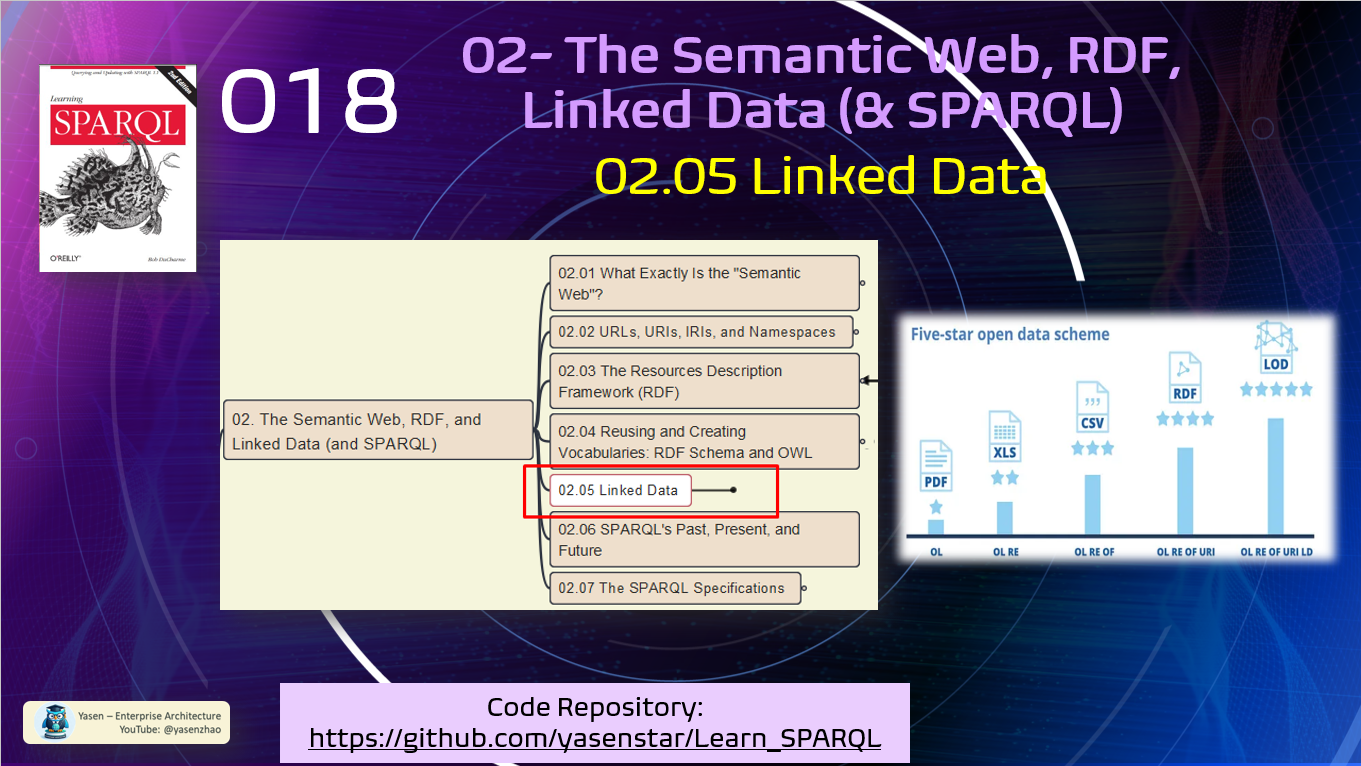 Querying and Updating with SPARQL 1.1
2nd Edition
Learning
SPARQL
O'REILLY
Bob DuCharme
018
02- The Semantic Web, RDF,
Linked Data (& SPARQL)
02.05 Linked Data
02. The Semantic Web, RDF, and
Linked Data (and SPARQL)
02.01 What Exactly Is the "Semantic
Web"?
02.02 URLs, URIs, IRIs, and Namespaces
02.03 The Resources Description
Framework (RDF)
02.04 Reusing and Creating
Vocabularies: RDF Schema and OWL
02.05 Linked Data
02.06 SPARQL's Past, Present, and
Future
02.07 The SPARQL Specifications
Five-star open data scheme
PDF
XLS
CSV
RDF
LOD
OL
OL RE
OL RE OF
OL RE OF URI
OL RE OF URI LD
Yasen – Enterprise Architecture
YouTube: @yasenzhao
Code Repository:
https://github.com/yasenstar/Learn_SPARQL